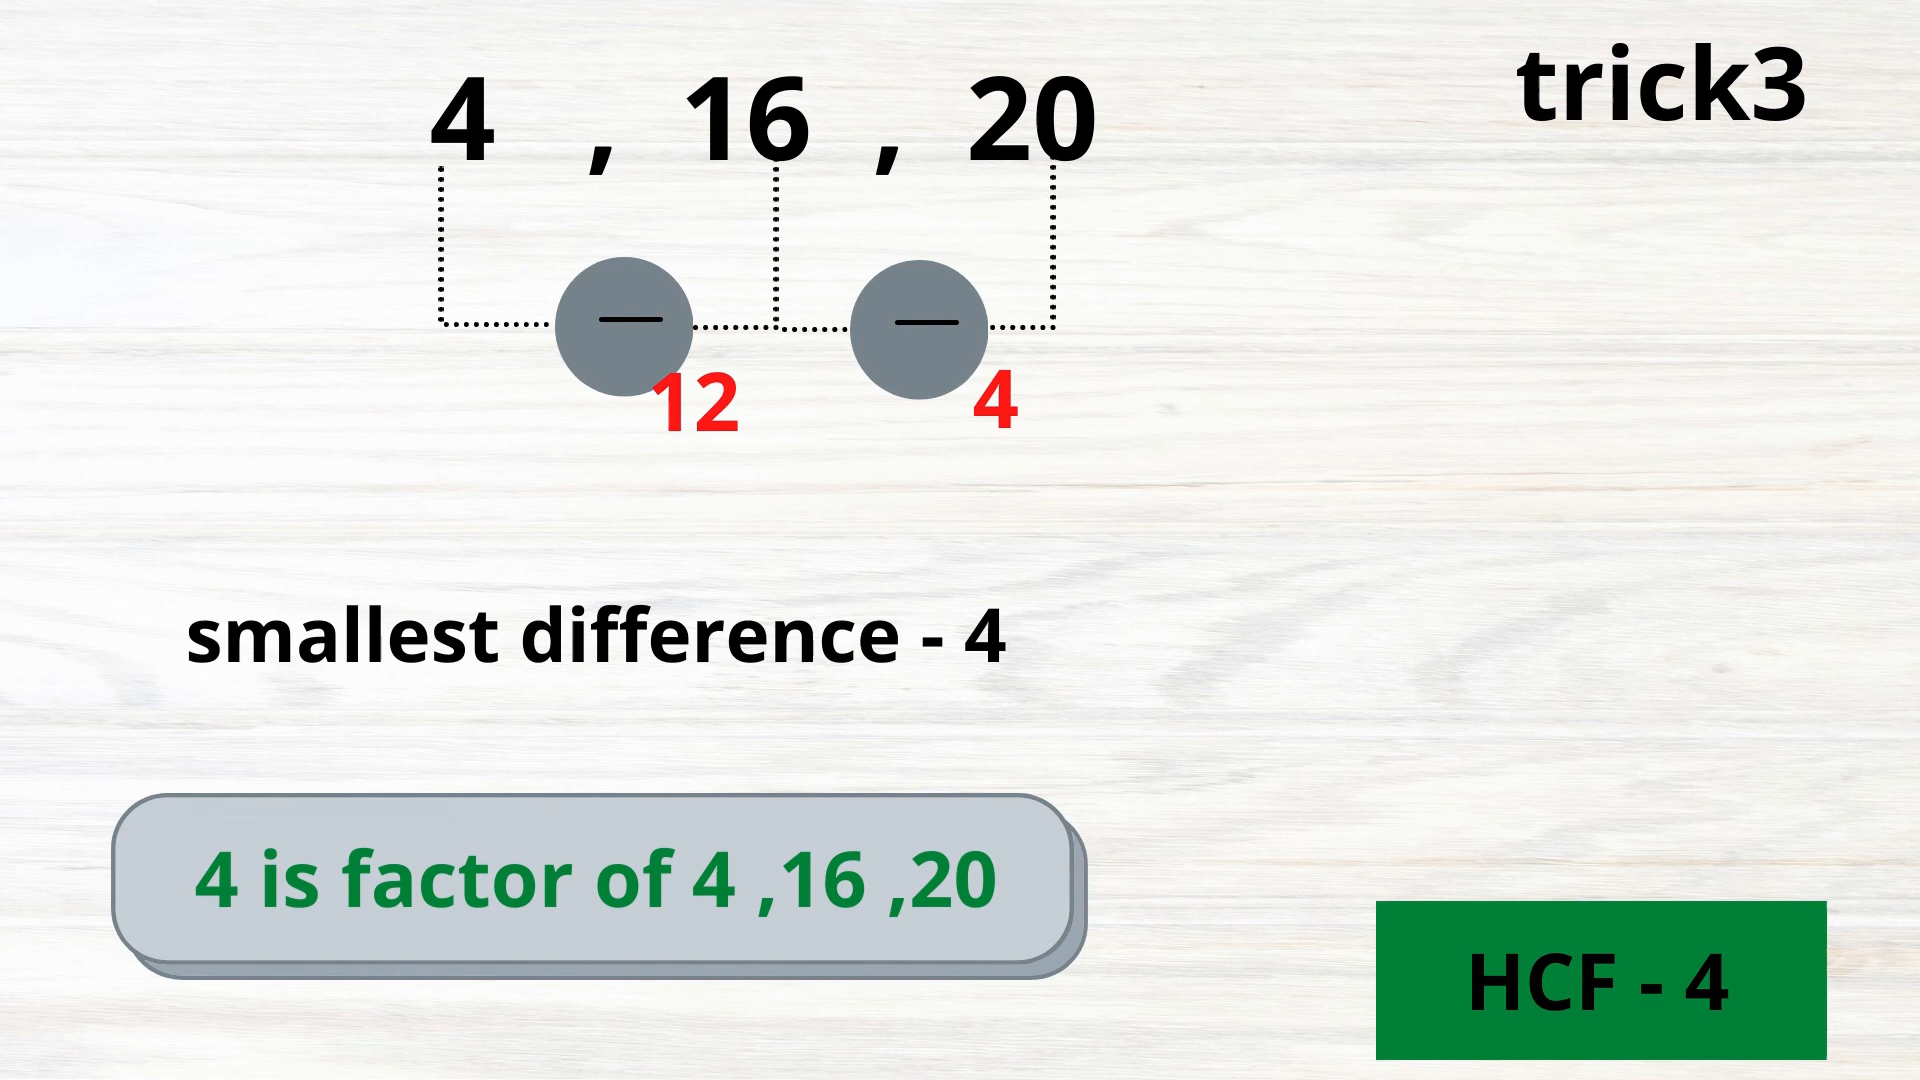 trick3
4 , 16 , 20
12 4
smallest difference - 4
4 is factor of 4 ,16 ,20
HCF - 4